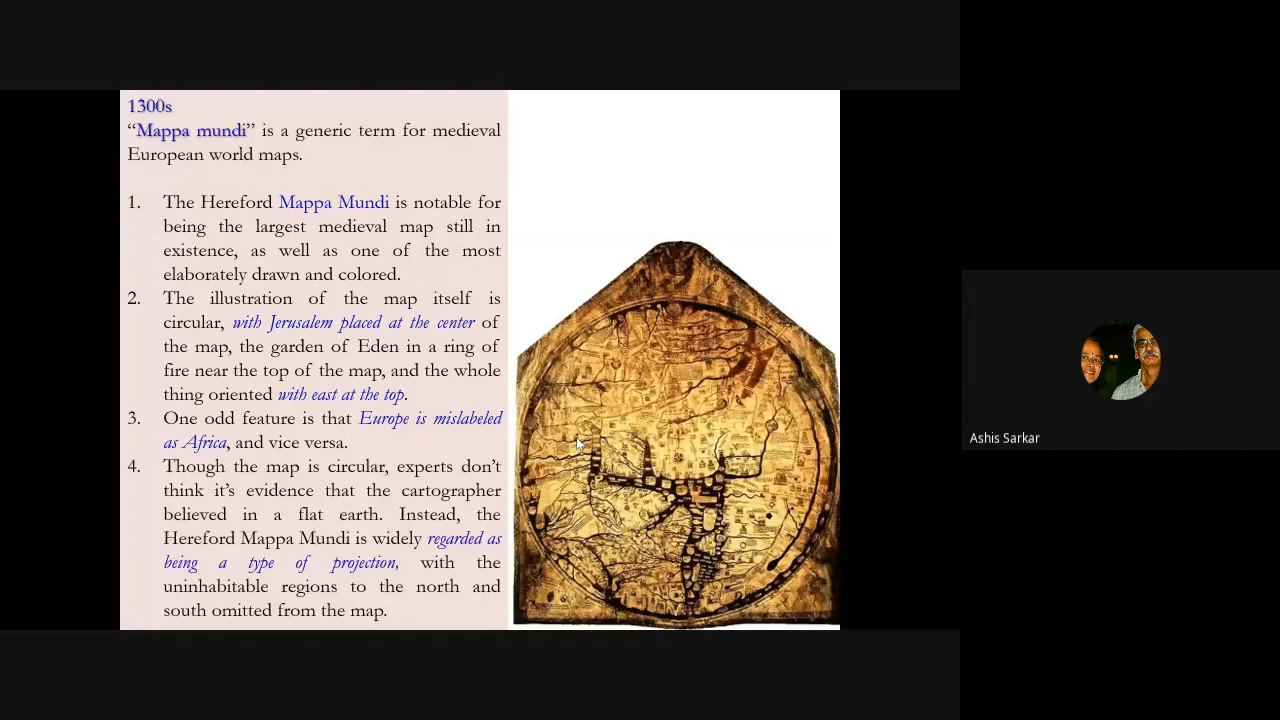 1300s
“Mappa mundi” is a generic term for medieval
European world maps.
1. The Hereford Mappa Mundi is notable for
being the largest medieval map still in
existence, as well as one of the most
elaborately drawn and colored.
2. The illustration of the map itself is
circular, with Jerusalem placed at the center of
the map, the garden of Eden in a ring of
fire near the top of the map, and the whole
thing oriented with east at the top.
3. One odd feature is that Europe is mislabeled
as Africa, and vice versa.
4. Though the map is circular, experts don’t
think it’s evidence that the cartographer
believed in a flat earth. Instead, the
Hereford Mappa Mundi is widely regarded as
being a type of projection, with the
uninhabitable regions to the north and
south omitted from the map.
Ashis Sarkar